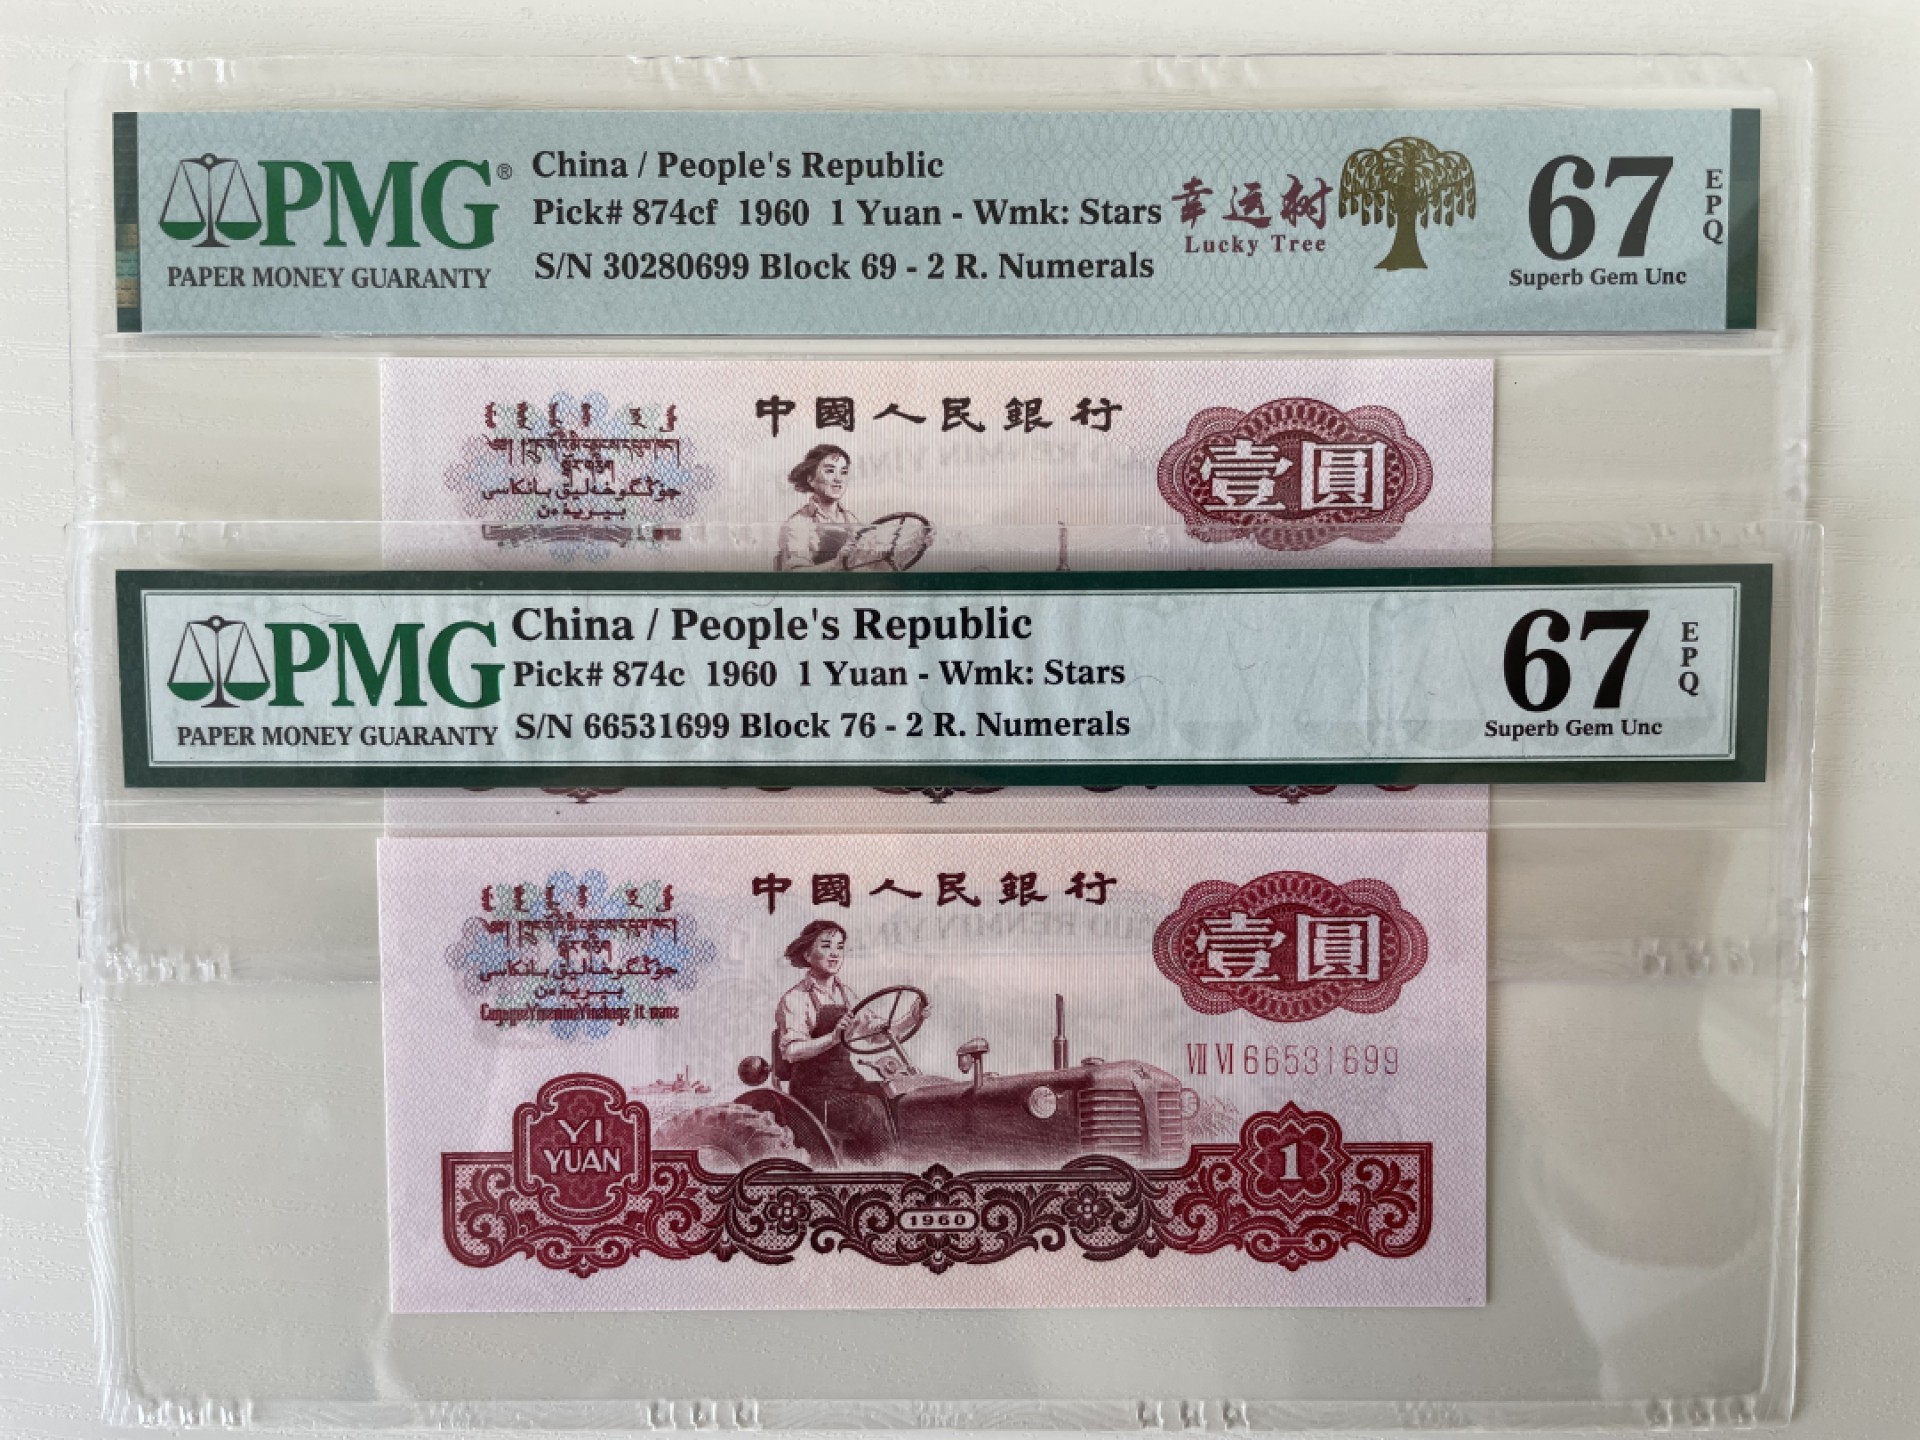 PMG®
PAPER MONEY GUARANTY
China / People's Republic
Pick# 874cf 1960 1 Yuan - Wmk: Stars
S/N 30280699 Block 69 - 2 R. Numerals
幸运树
Lucky Tree
67
EPQ
Superb Gem Unc
中國人民銀行
壹圓
PMG
PAPER MONEY GUARANTY
China / People's Republic
Pick# 874c 1960 1 Yuan - Wmk: Stars
S/N 66531699 Block 76 - 2 R. Numerals
67
EPQ
Superb Gem Unc
中國人民銀行
壹圓
VII VI 66531699
YI
YUAN
1
1960